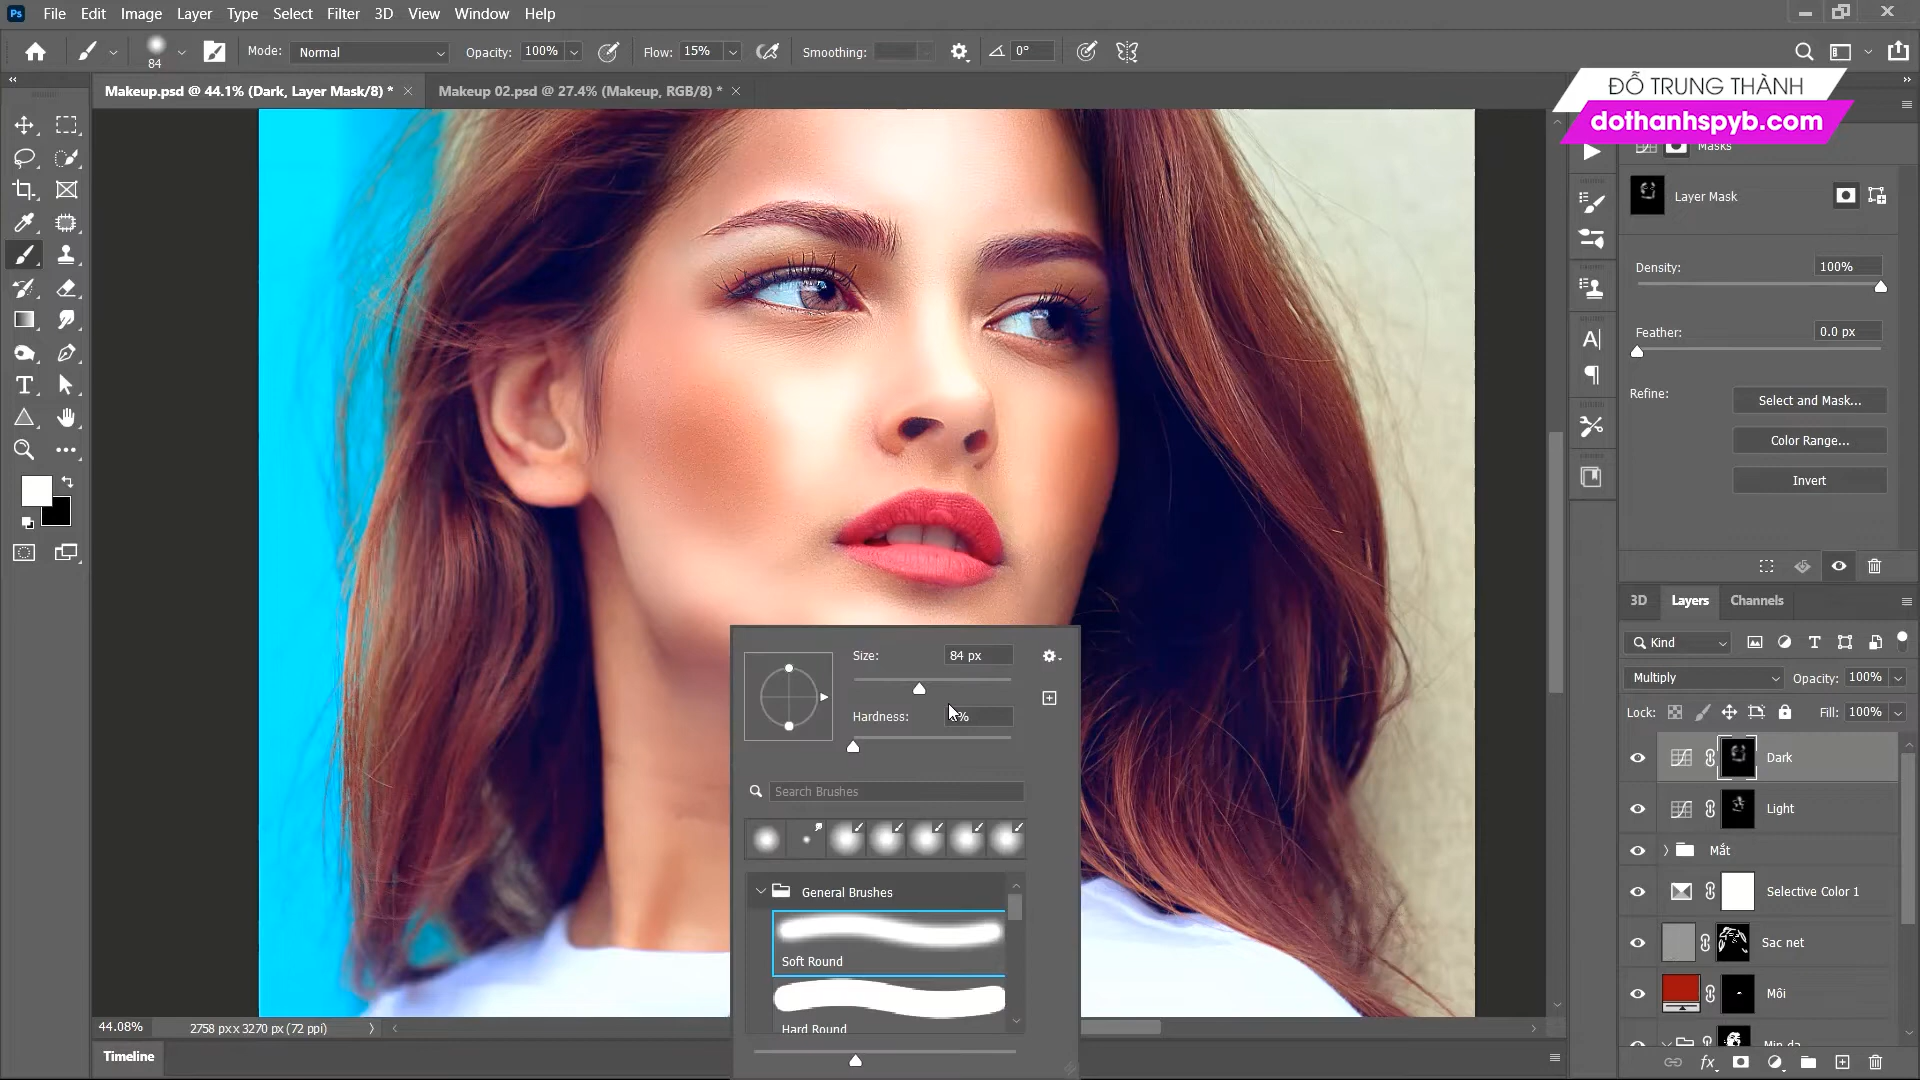 Ps File Edit Image Layer Type Select Filter 3D View Window Help
84 Mode: Normal Opacity: 100% Flow: 15% Smoothing: 0°
Makeup.psd @ 44.1% (Dark, Layer Mask/8) * Makeup 02.psd @ 27.4% (Makeup, RGB/8) *
ĐỖ TRUNG THÀNH
dothanhspyb.com
Masks
Layer Mask
Density: 100%
Feather: 0.0 px
Refine: Select and Mask...
Color Range...
Invert
3D Layers Channels
Kind
Multiply Opacity: 100%
Lock: Fill: 100%
Dark
Light
Mắt
Selective Color 1
Sac net
Môi
Min da
Size: 84 px
Hardness:
Search Brushes
General Brushes
Soft Round
Hard Round
44.08% 2758 px x 3270 px (72 ppi)
Timeline